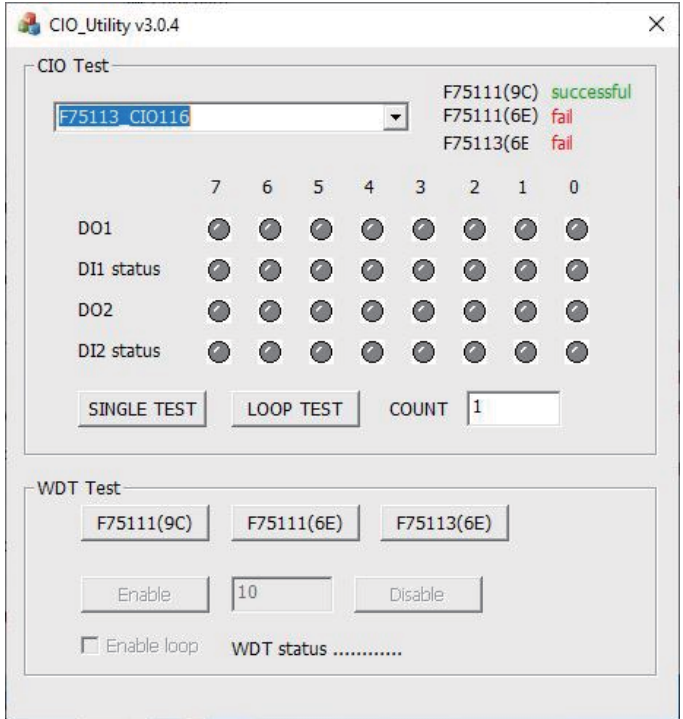 CIO_Utility v3.0.4
CIO Test
F75113_CIO116
F75111(9C) successful
F75111(6E) fail
F75113(6E fail
7 6 5 4 3 2 1 0
DO1
DI1 status
DO2
DI2 status
SINGLE TEST LOOP TEST COUNT 1
WDT Test
F75111(9C) F75111(6E) F75113(6E)
Enable 10 Disable
Enable loop WDT status ............